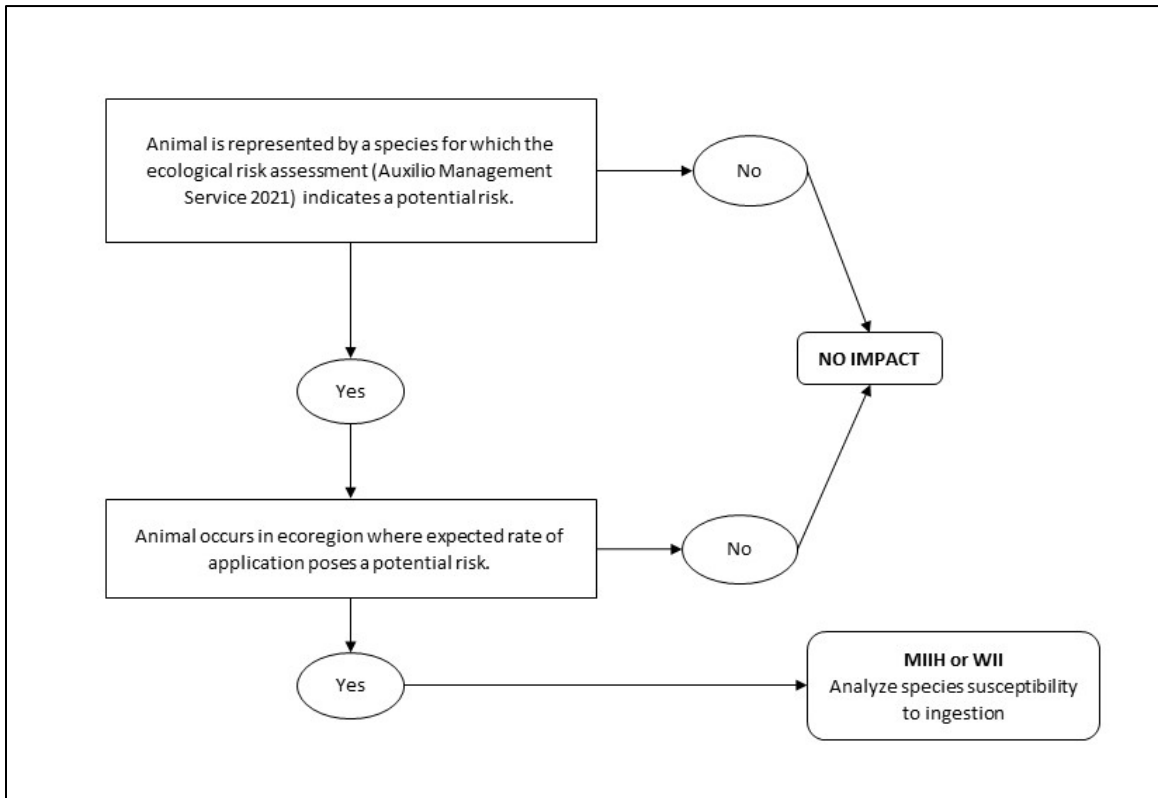 Animal is represented by a species for which the
ecological risk assessment (Auxilio Management
Service 2021) indicates a potential risk.
No
NO IMPACT
Yes
Animal occurs in ecoregion where expected rate of
application poses a potential risk.
No
Yes
MIIH or WII
Analyze species susceptibility
to ingestion